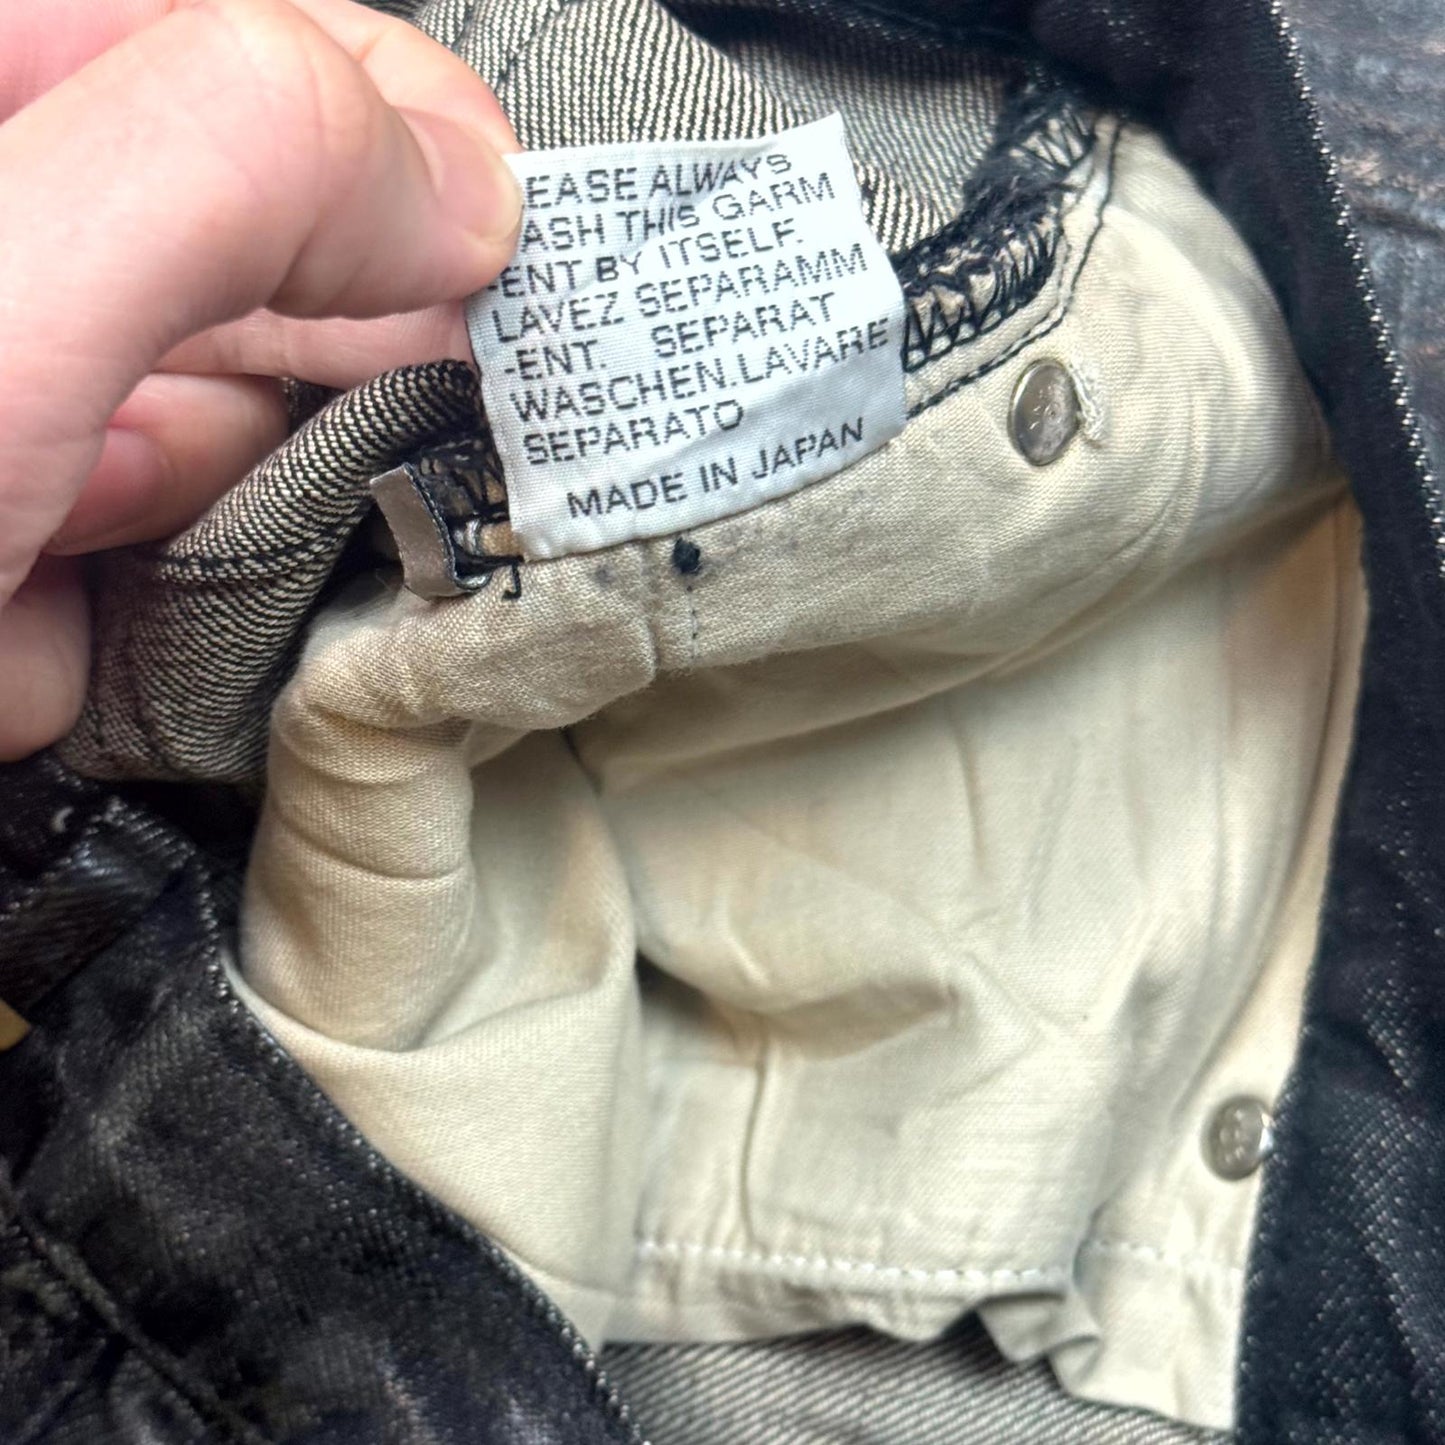 EASE ALWAYS
ASH THIS GARM
-ENT BY ITSELF.
LAVEZ SEPARAMM
-ENT. SEPARAT
WASCHEN.LAVARE
SEPARATO
MADE IN JAPAN